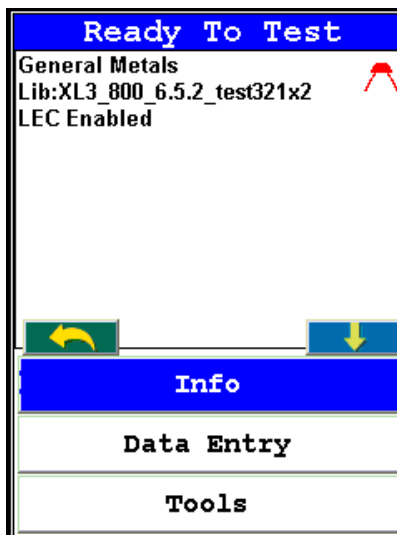 Ready To Test
General Metals
Lib:XL3_800_6.5.2_test321x2
LEC Enabled
Info
Data Entry
Tools